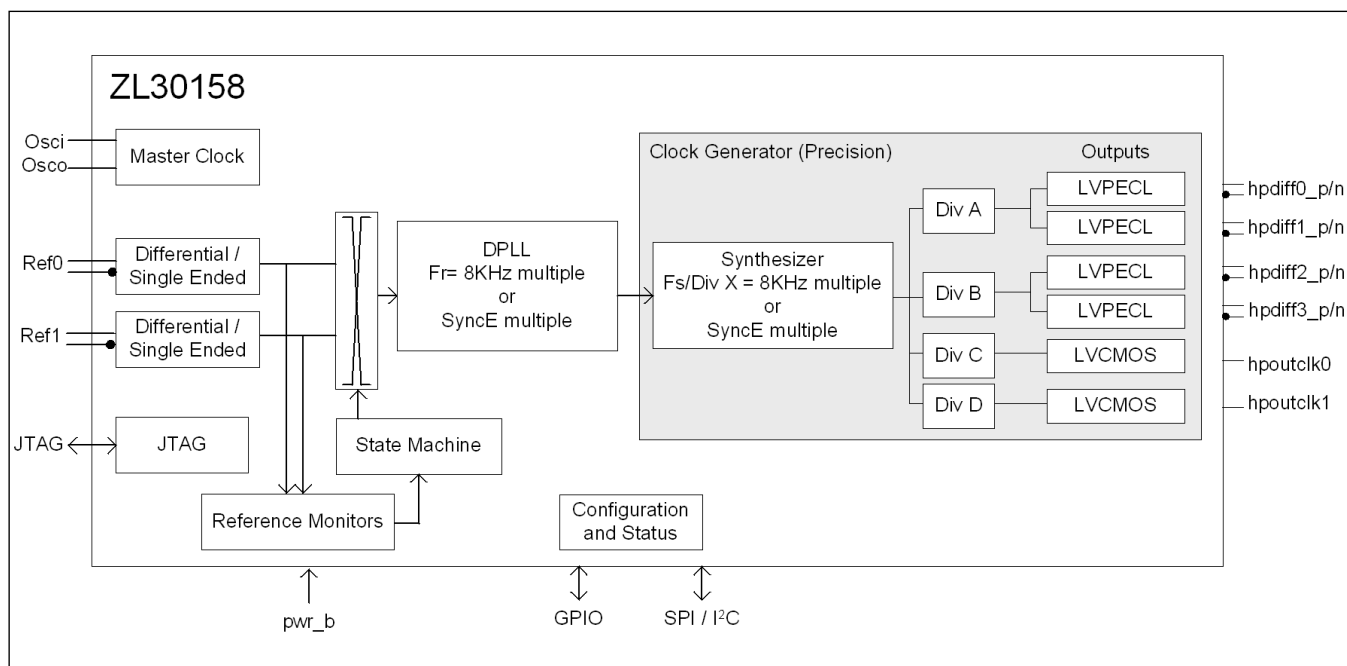 ZL30158
Osci
Osco
Master Clock
Ref0
Differential /
Single Ended
Ref1
Differential /
Single Ended
JTAG
JTAG
DPLL
Fr= 8KHz multiple
or
SyncE multiple
State Machine
Reference Monitors
Clock Generator (Precision)
Outputs
Synthesizer
Fs/Div X = 8KHz multiple
or
SyncE multiple
Div A
Div B
Div C
Div D
LVPECL
LVPECL
LVPECL
LVPECL
LVCMOS
LVCMOS
hpdiff0_p/n
hpdiff1_p/n
hpdiff2_p/n
hpdiff3_p/n
hpoutclk0
hpoutclk1
Configuration
and Status
pwr_b
GPIO
SPI / I²C